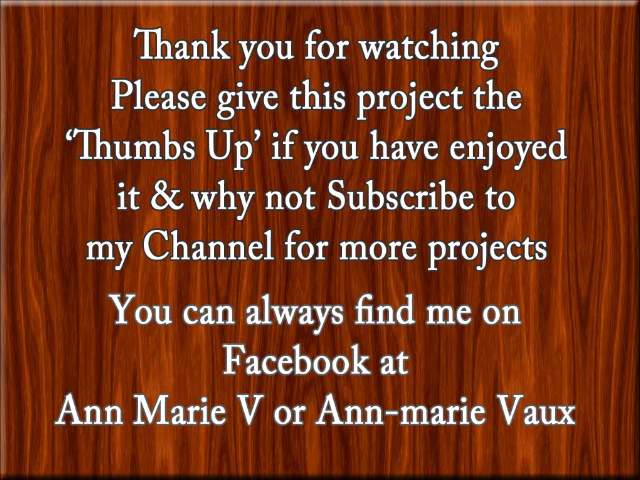 Thank you for watching
Please give this project the
‘Thumbs Up’ if you have enjoyed
it & why not Subscribe to
my Channel for more projects
You can always find me on
Facebook at
Ann Marie V or Ann-marie Vaux